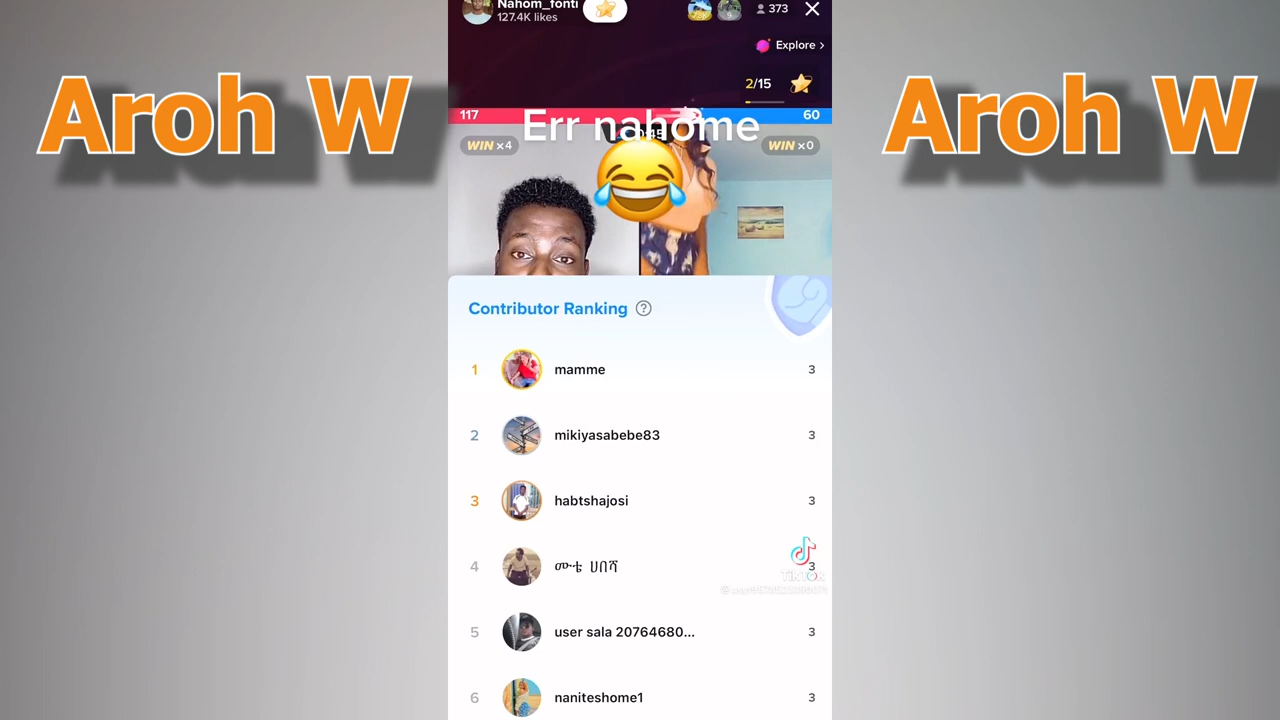 Nahom_fonti
127.4K likes
373
Explore ›
2/15
Aroh W
Aroh W
117
60
Err nahome
WIN ×4
WIN ×0
Contributor Ranking ?
1 mamme 3
2 mikiyasabebe83 3
3 habtshajosi 3
4 ሙቴ ሀበሻ 3
TikTok
5 user sala 20764680... 3
6 naniteshome1 3